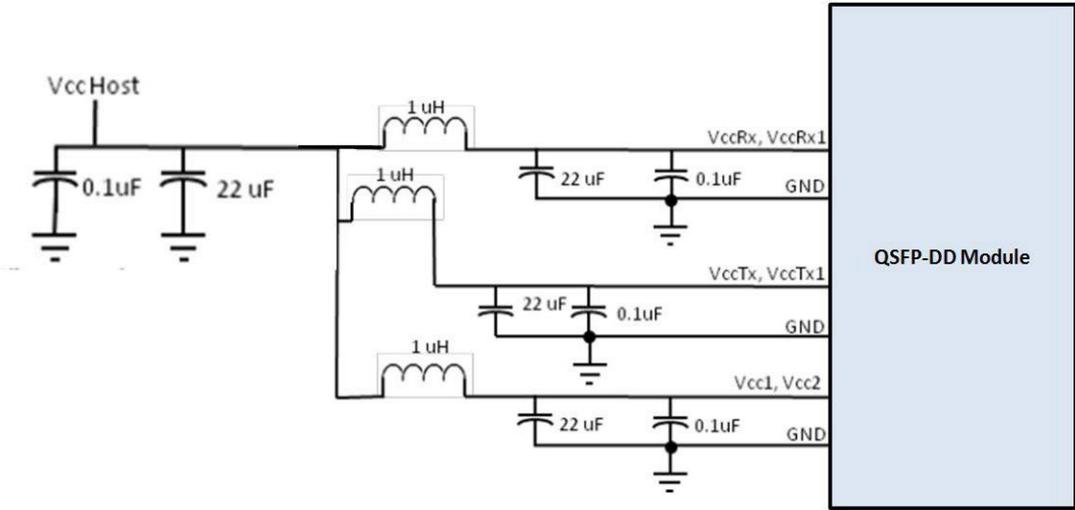 Vcc Host
0.1uF
22 uF
1 uH
VccRx, VccRx1
22 uF
0.1uF
GND
1 uH
VccTx, VccTx1
22 uF
0.1uF
GND
1 uH
Vcc1, Vcc2
22 uF
0.1uF
GND
QSFP-DD Module